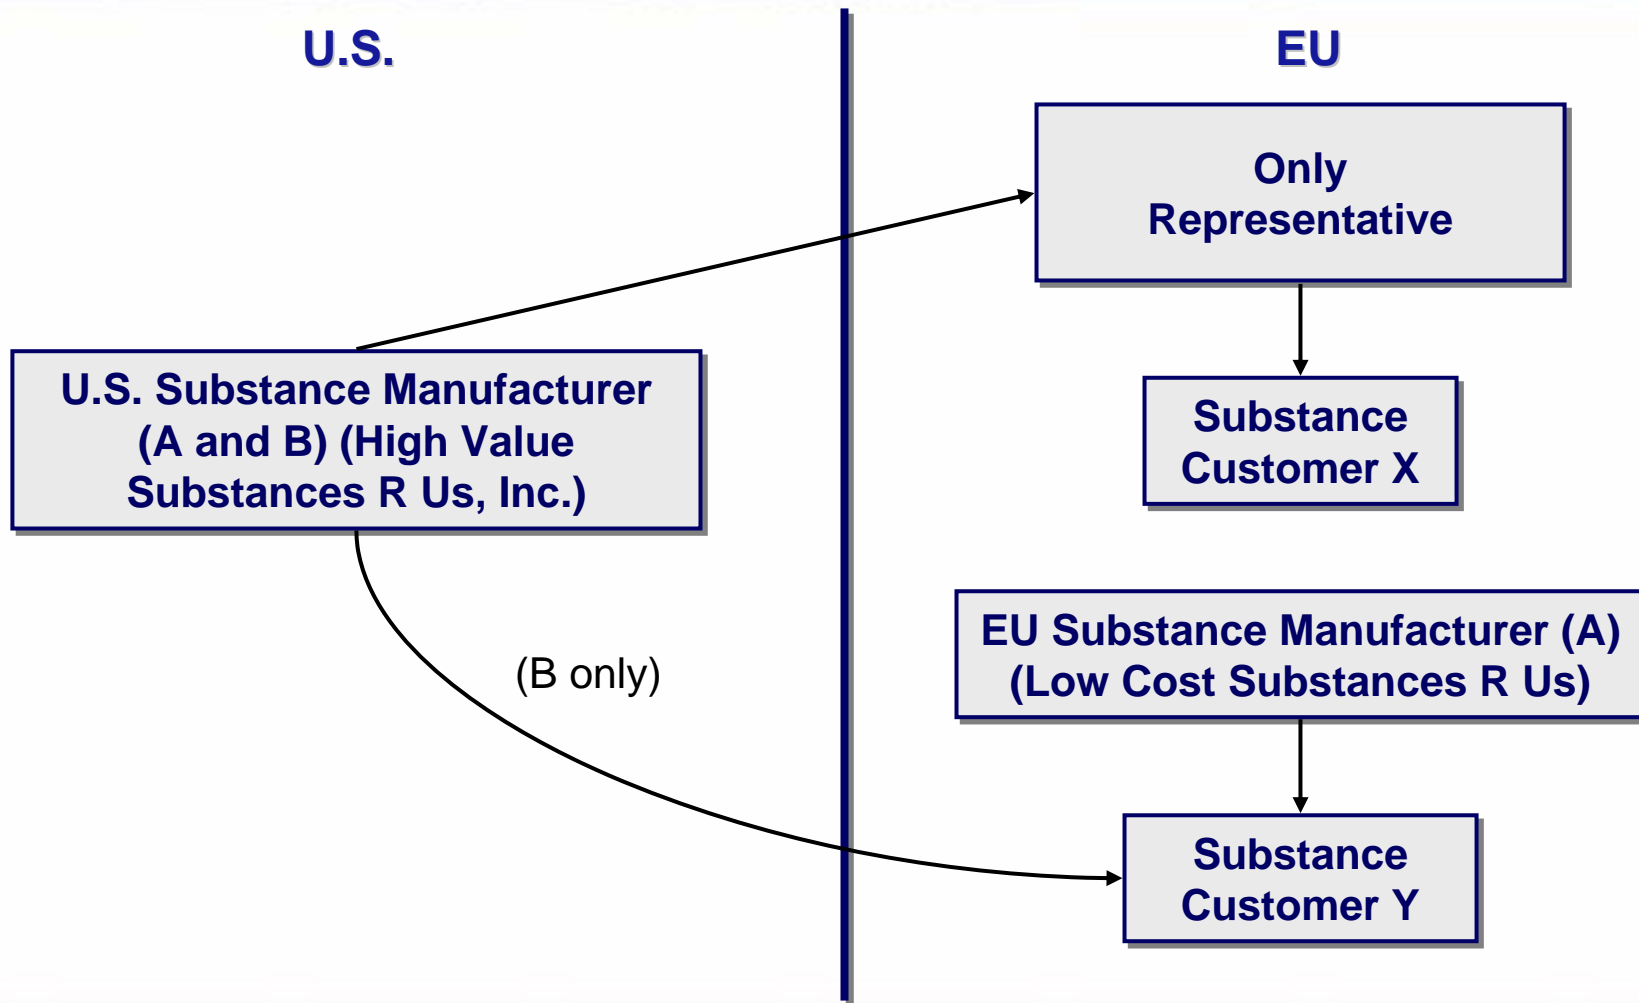 U.S.
EU
Only
Representative
U.S. Substance Manufacturer
(A and B) (High Value
Substances R Us, Inc.)
Substance
Customer X
(B only)
EU Substance Manufacturer (A)
(Low Cost Substances R Us)
Substance
Customer Y